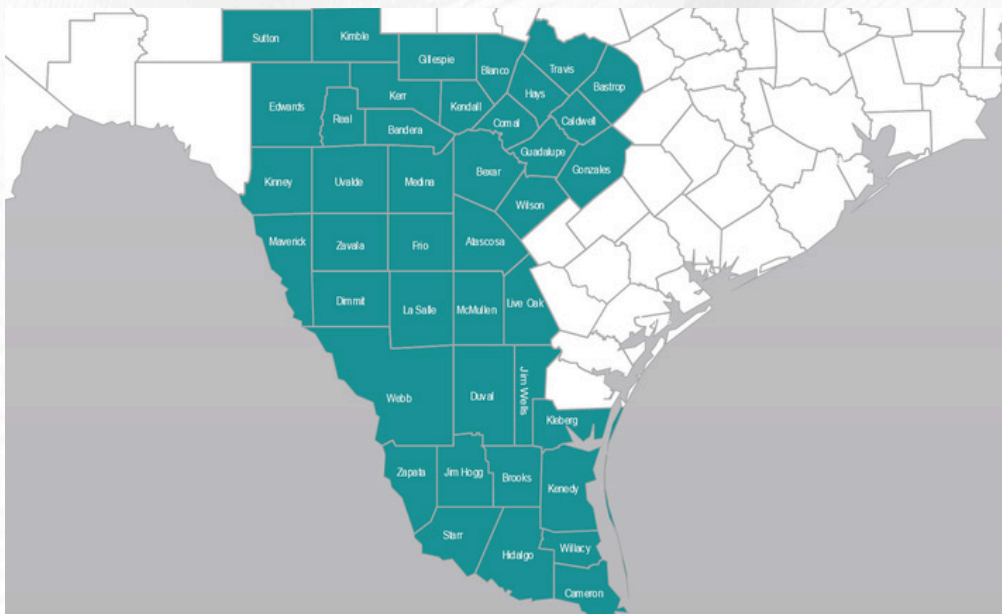 Sutton
Kimble
Gillespie
Blanco
Travis
Bastrop
Hays
Edwards
Kerr
Kendall
Real
Bandera
Comal
Caldwell
Guadalupe
Gonzales
Bexar
Kinney
Uvalde
Medina
Wilson
Maverick
Zavala
Frio
Atascosa
Dimmit
La Salle
McMullen
Live Oak
Webb
Duval
Jim Wells
Kleberg
Zapata
Jim Hogg
Brooks
Kenedy
Starr
Hidalgo
Willacy
Cameron